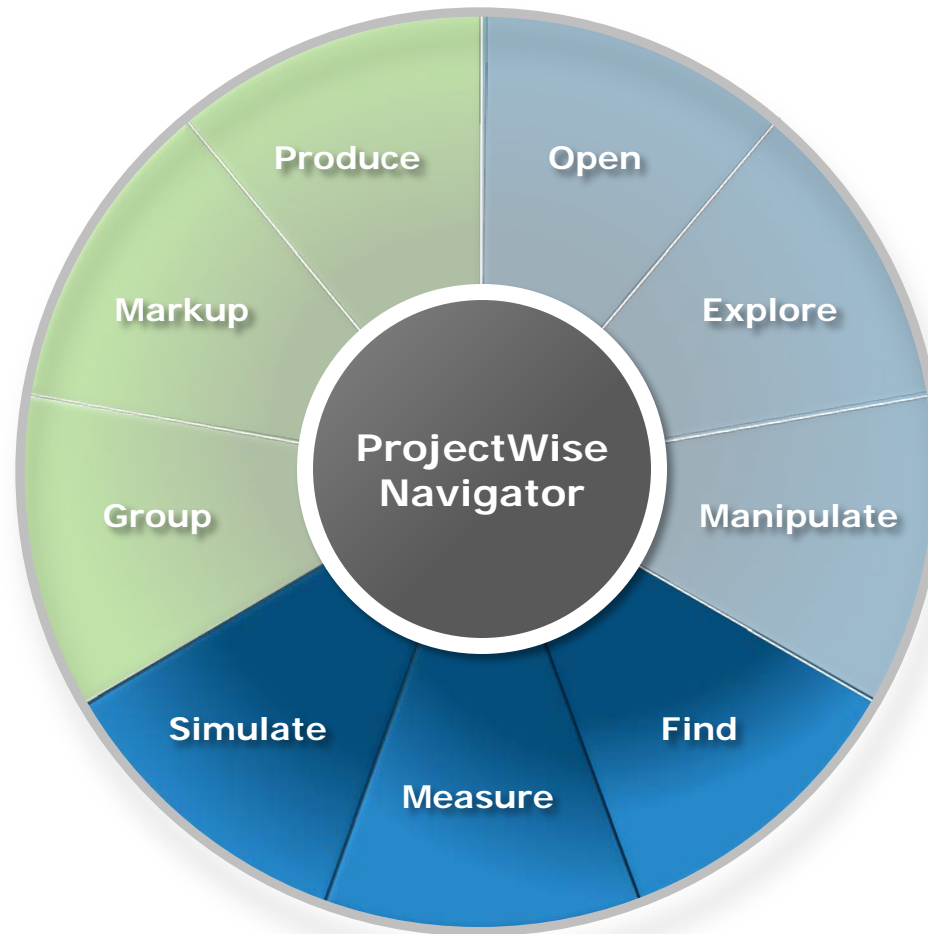 Produce
Open
Markup
Explore
ProjectWise
Navigator
Group
Manipulate
Simulate
Find
Measure